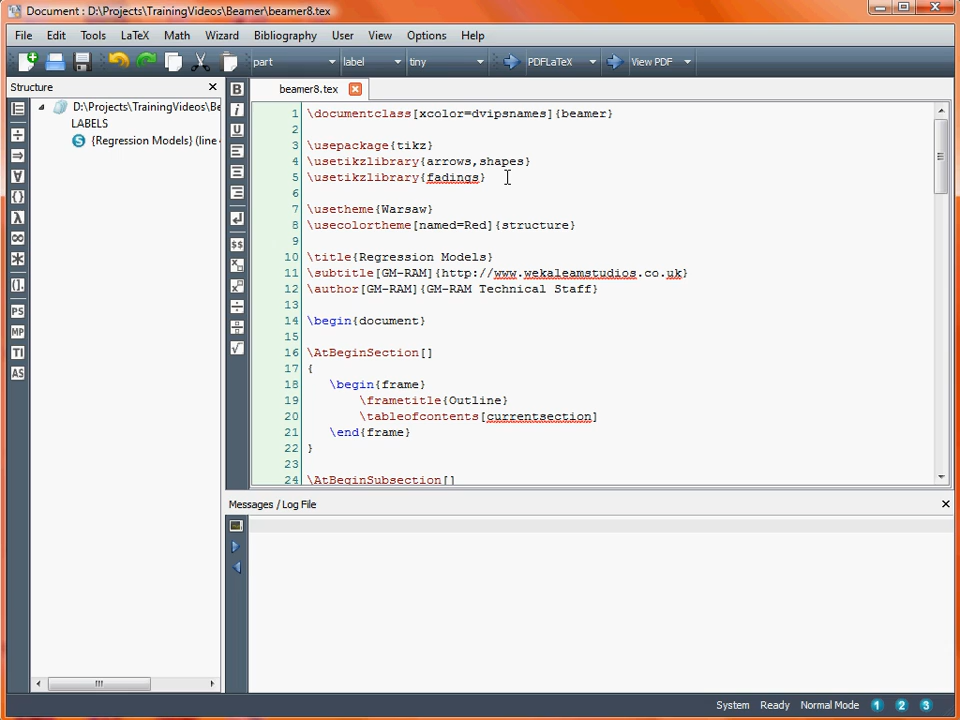 Document : D:\Projects\TrainingVideos\Beamer\beamer8.tex
File Edit Tools LaTeX Math Wizard Bibliography User View Options Help
part label tiny PDFLaTeX View PDF
Structure
beamer8.tex
D:\Projects\TrainingVideos\Be
LABELS
{Regression Models} (line
B
i
U
$$
PS
MP
TI
AS
1 \documentclass[xcolor=dvipsnames]{beamer}
2
3 \usepackage{tikz}
4 \usetikzlibrary{arrows,shapes}
5 \usetikzlibrary{fadings}
6
7 \usetheme{Warsaw}
8 \usecolortheme[named=Red]{structure}
9
10 \title{Regression Models}
11 \subtitle[GM-RAM]{http://www.wekaleamstudios.co.uk}
12 \author[GM-RAM]{GM-RAM Technical Staff}
13
14 \begin{document}
15
16 \AtBeginSection[]
17 {
18 \begin{frame}
19 \frametitle{Outline}
20 \tableofcontents[currentsection]
21 \end{frame}
22 }
23
24 \AtBeginSubsection[]
Messages / Log File
System Ready Normal Mode 1 2 3